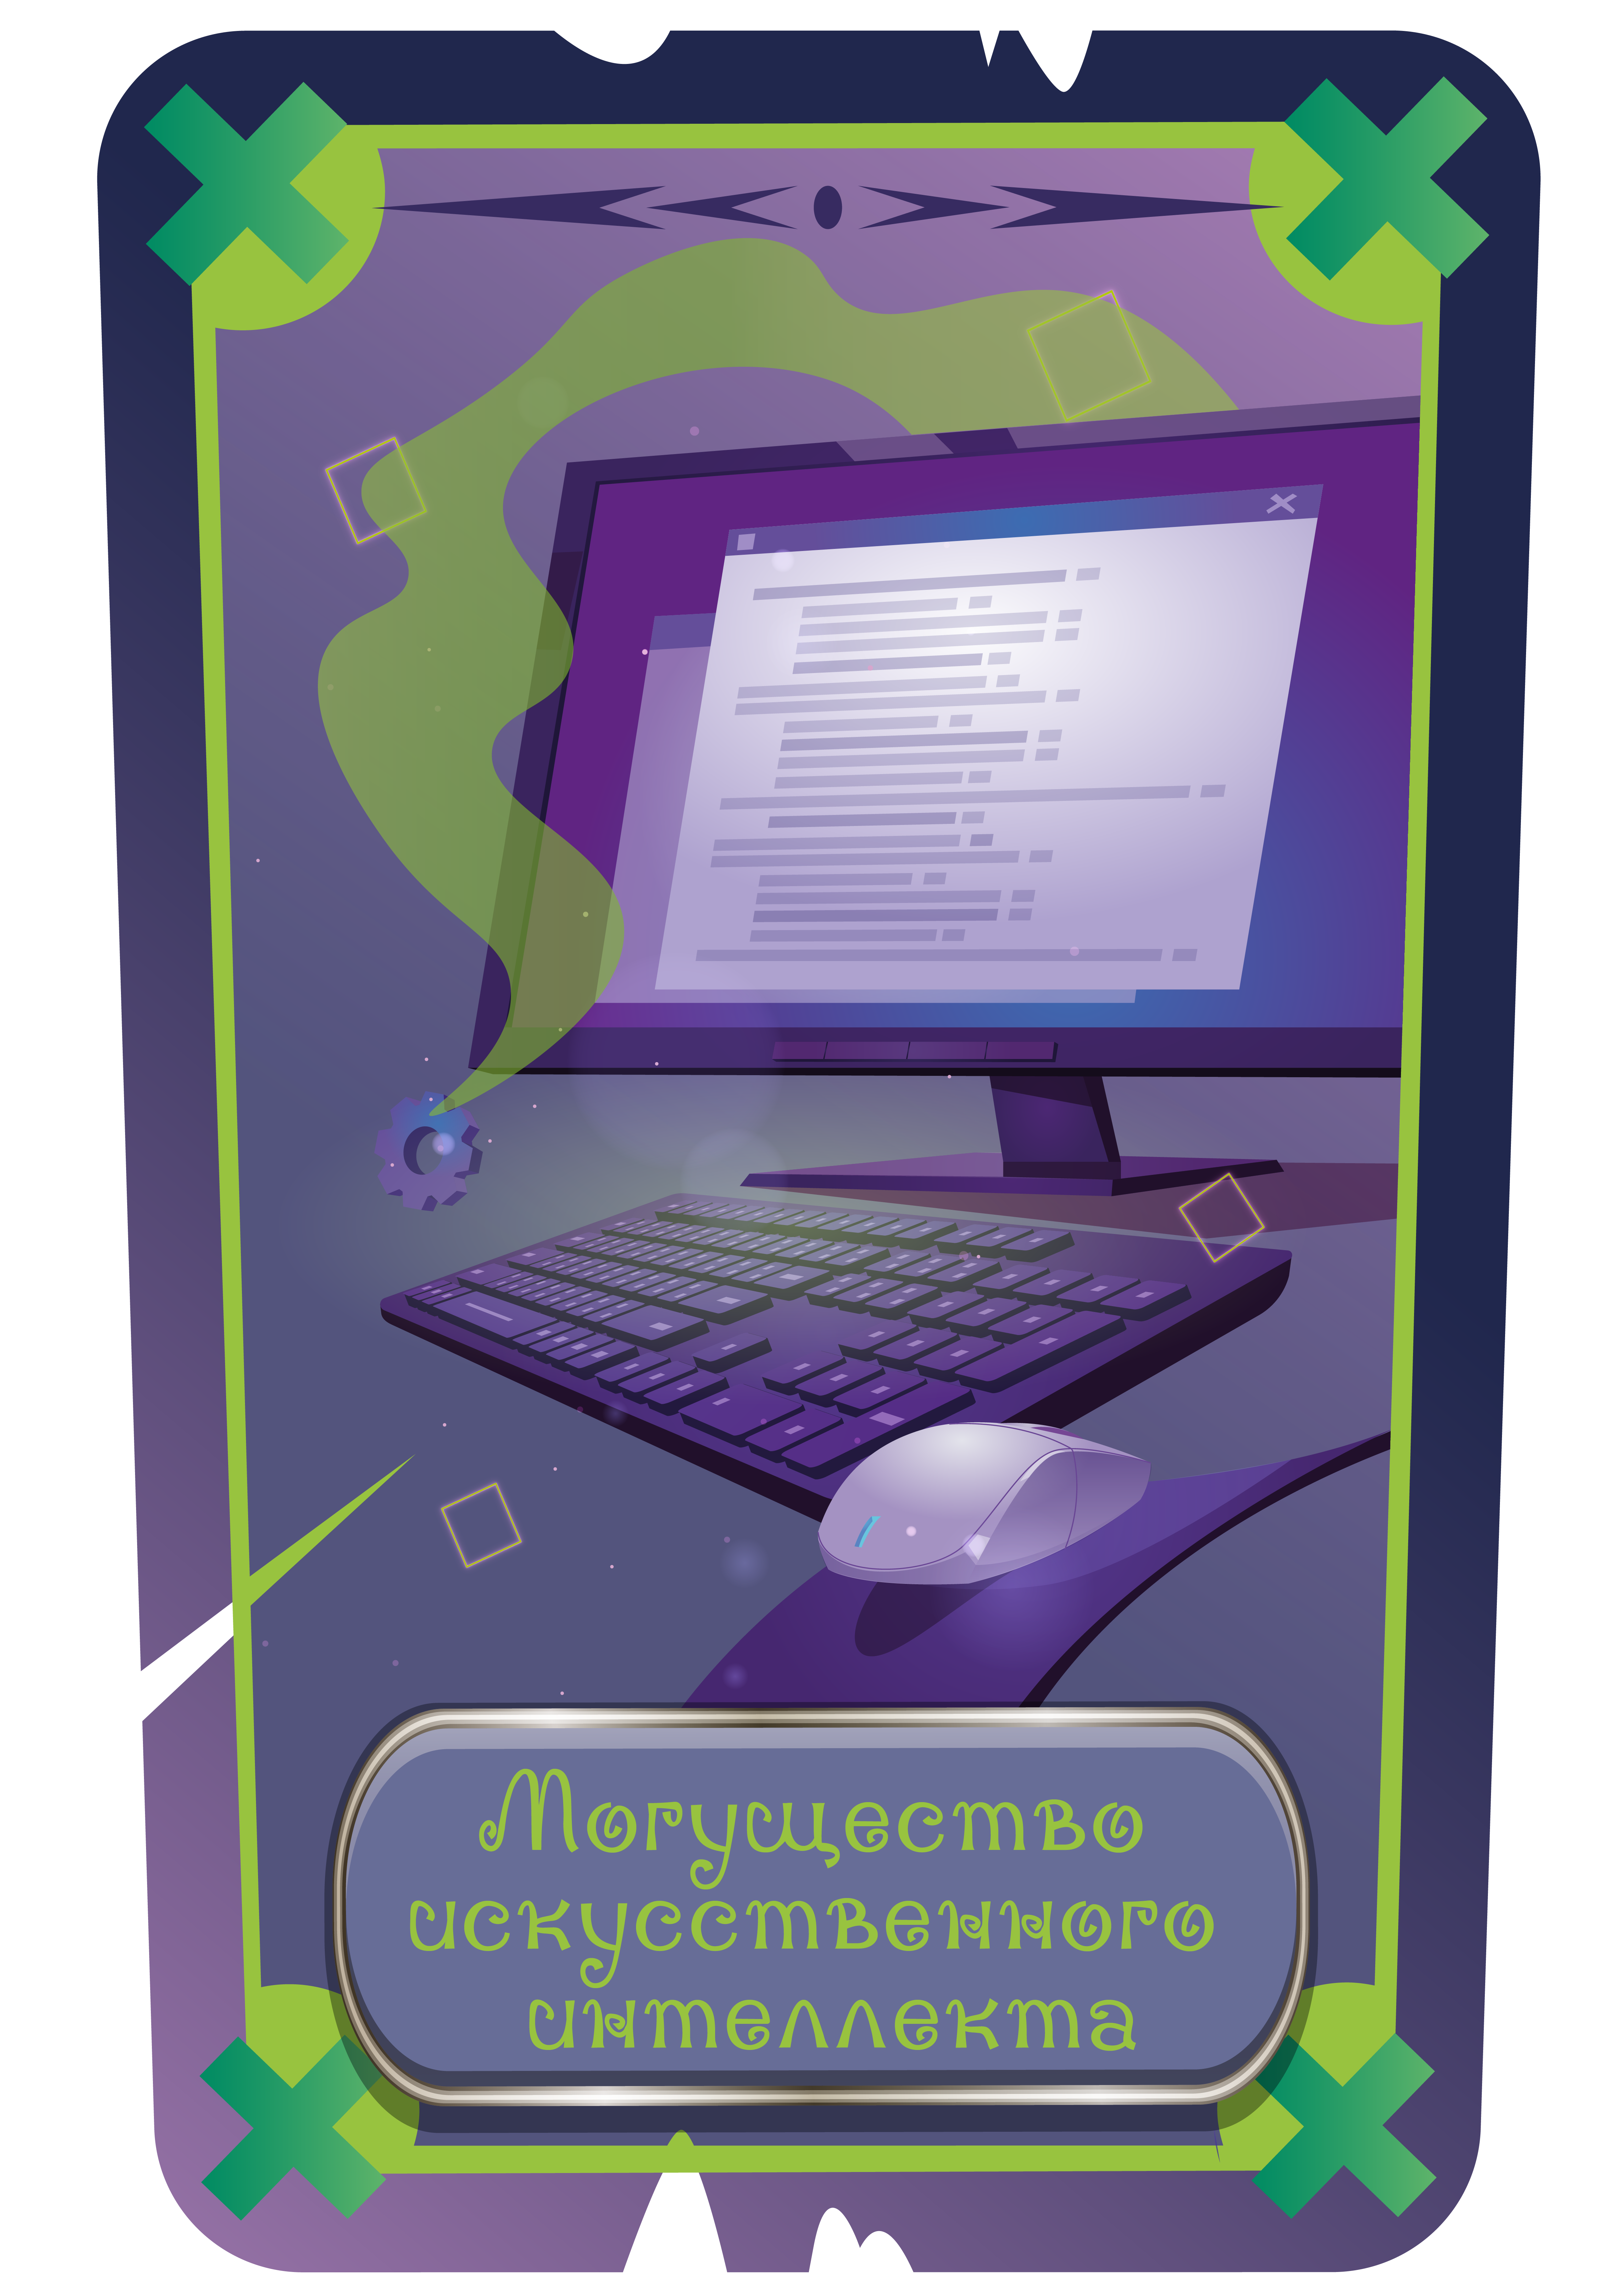 Могущество
искусственного
интеллекта